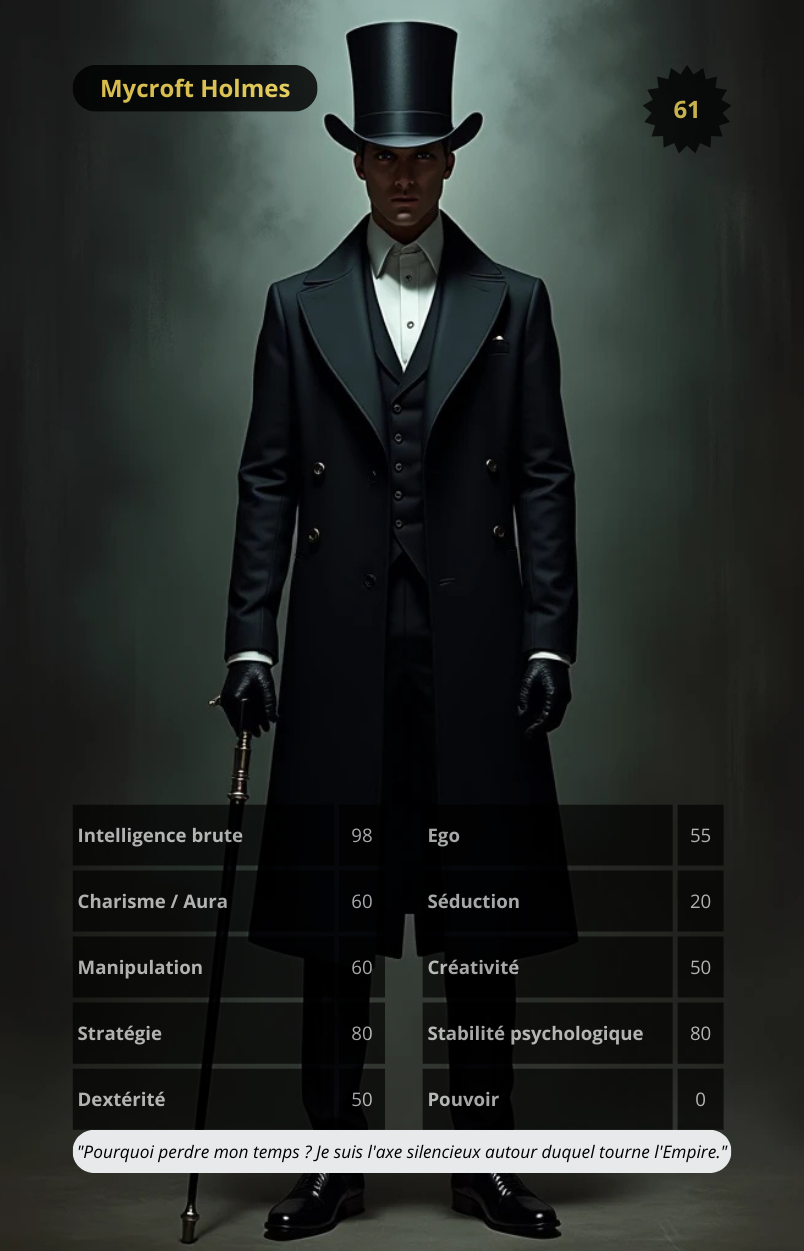 Mycroft Holmes
61
Intelligence brute 98
Ego 55
Charisme / Aura 60
Séduction 20
Manipulation 60
Créativité 50
Stratégie 80
Stabilité psychologique 80
Dextérité 50
Pouvoir 0
"Pourquoi perdre mon temps ? Je suis l'axe silencieux autour duquel tourne l'Empire."